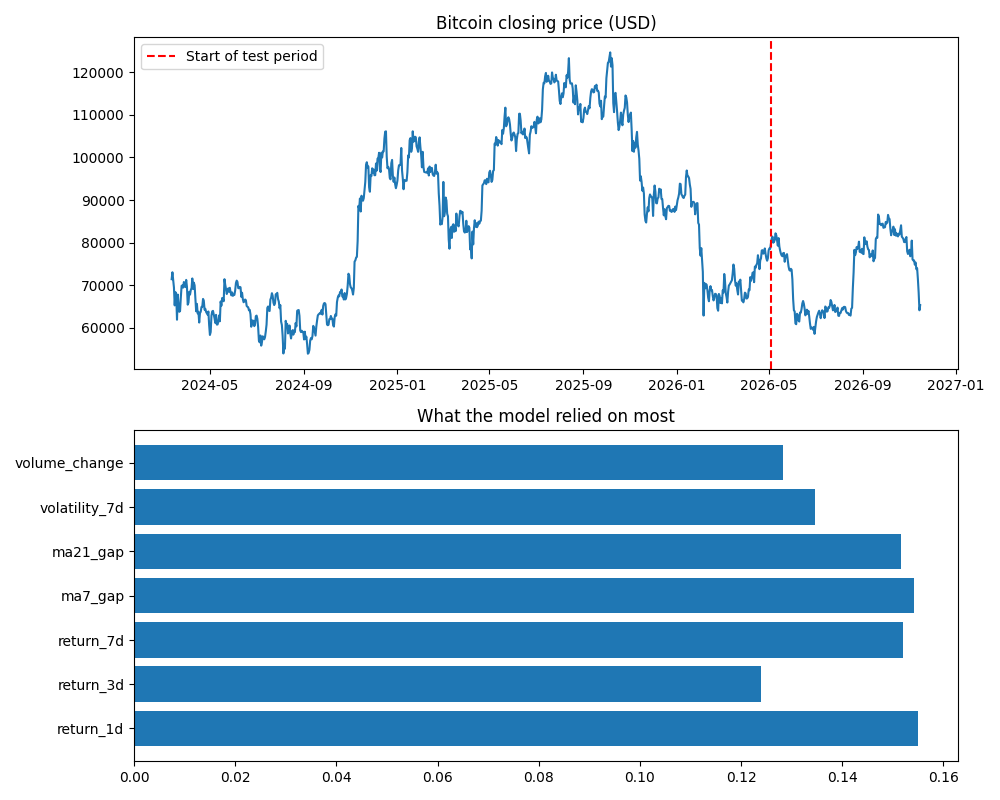 Bitcoin closing price (USD)
Start of test period
120000
110000
100000
90000
80000
70000
60000
2024-05 2024-09 2025-01 2025-05 2025-09 2026-01 2026-05 2026-09 2027-01
What the model relied on most
volume_change
volatility_7d
ma21_gap
ma7_gap
return_7d
return_3d
return_1d
0.00 0.02 0.04 0.06 0.08 0.10 0.12 0.14 0.16